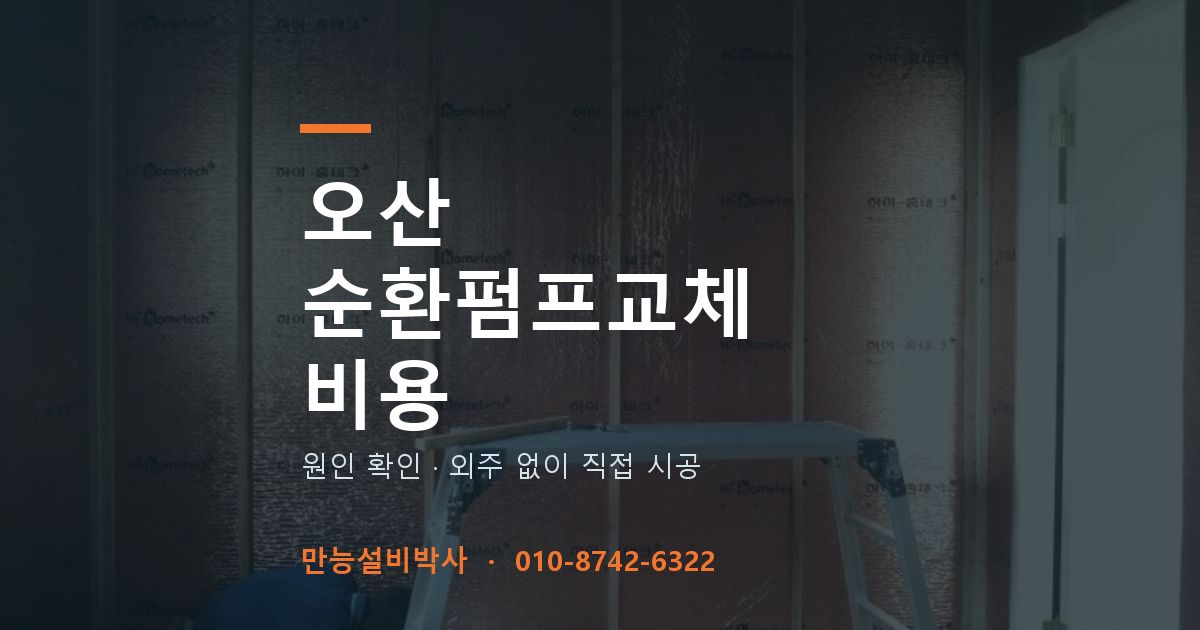 오산
순환펌프교체
비용
원인 확인 · 외주 없이 직접 시공
만능설비박사 · 010-8742-6322